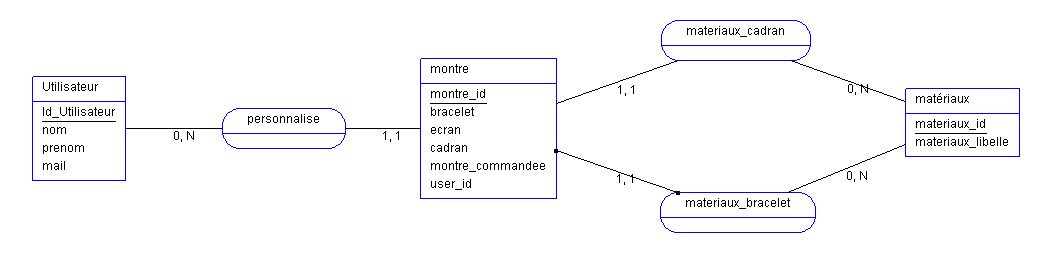 Utilisateur
Id_Utilisateur
nom
prenom
mail
0, N
personnalise
1, 1
montre
montre_id
bracelet
ecran
cadran
montre_commandee
user_id
1, 1
materiaux_cadran
0, N
1, 1
materiaux_bracelet
0, N
matériaux
materiaux_id
materiaux_libelle